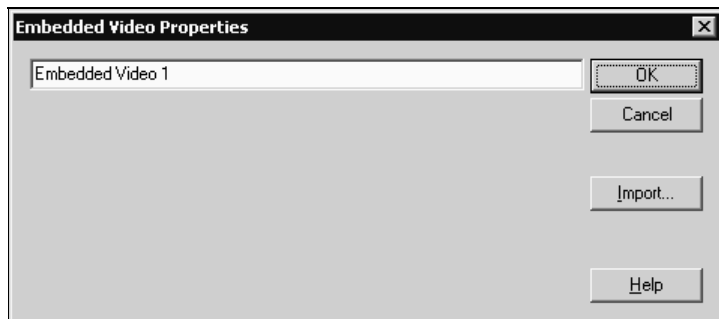 Embedded Video Properties
Embedded Video 1
OK
Cancel
Import...
Help